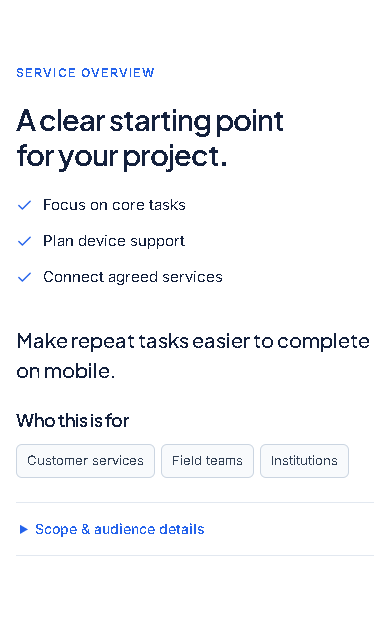 SERVICE OVERVIEW
A clear starting point
for your project.
Focus on core tasks
Plan device support
Connect agreed services
Make repeat tasks easier to complete
on mobile.
Who this is for
Customer services
Field teams
Institutions
Scope & audience details